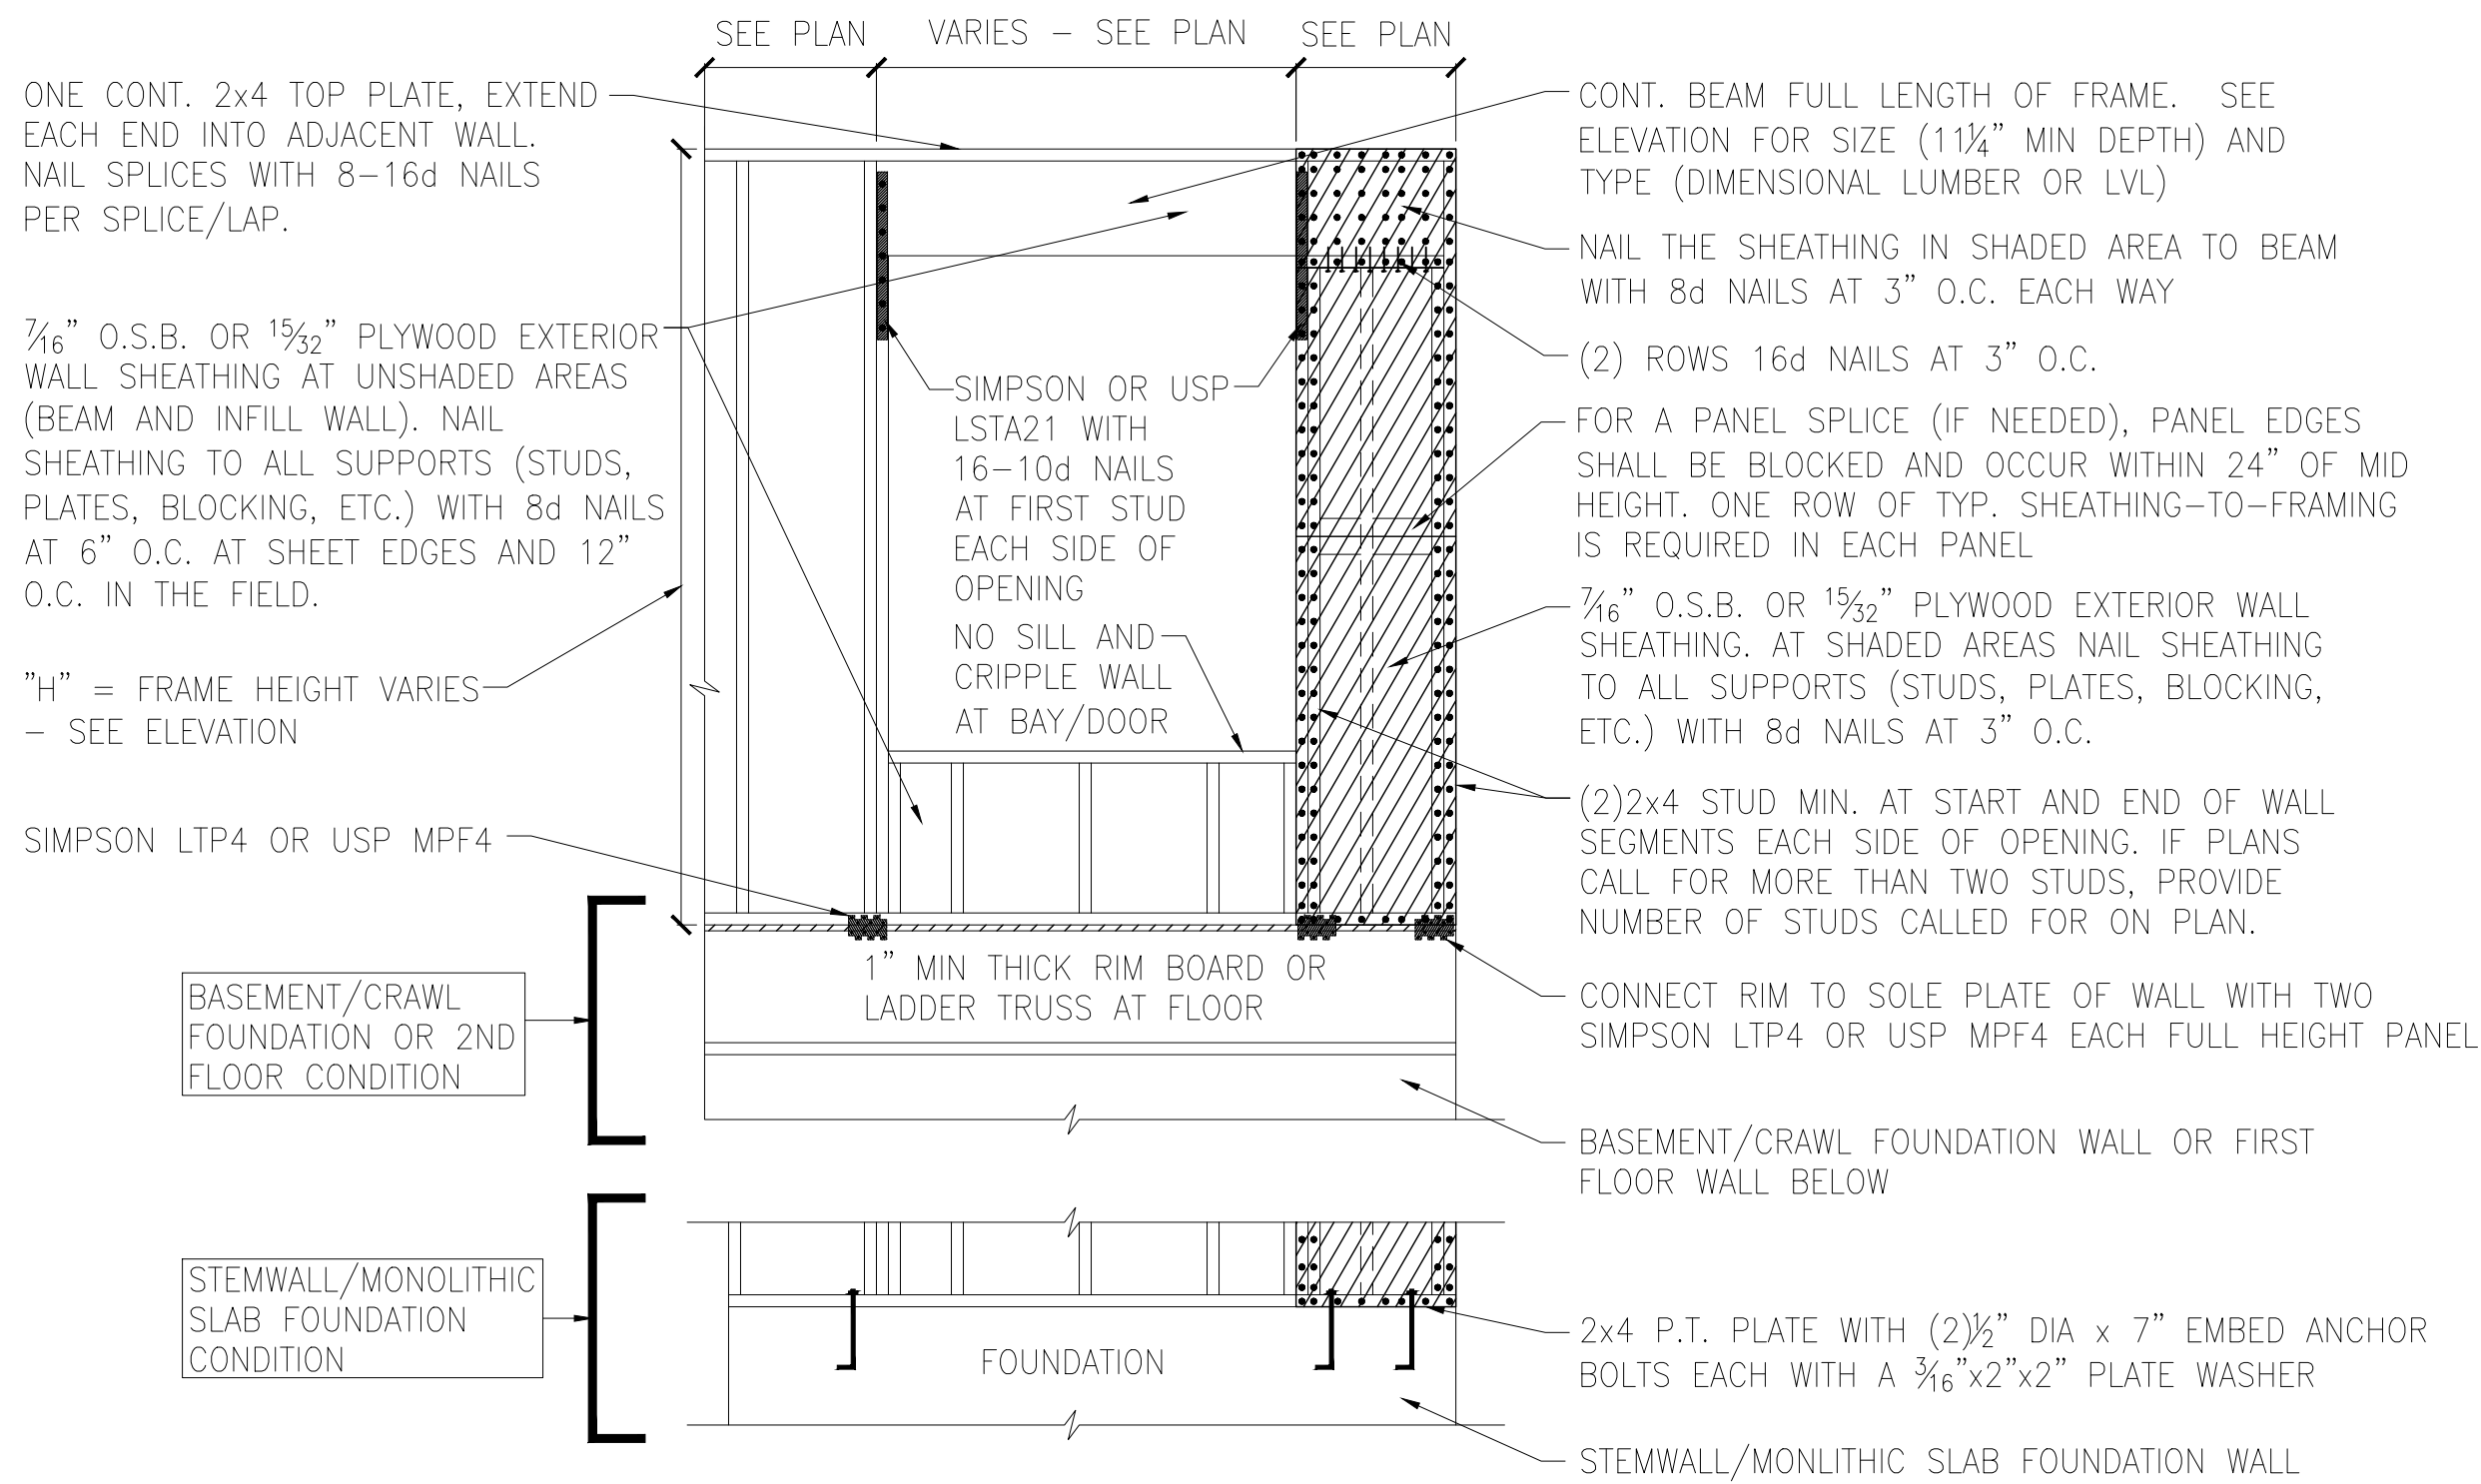 SEE PLAN
VARIES – SEE PLAN
SEE PLAN
ONE CONT. 2x4 TOP PLATE, EXTEND
EACH END INTO ADJACENT WALL.
NAIL SPLICES WITH 8–16d NAILS
PER SPLICE/LAP.
7/16" O.S.B. OR 15/32" PLYWOOD EXTERIOR
WALL SHEATHING AT UNSHADED AREAS
(BEAM AND INFILL WALL). NAIL
SHEATHING TO ALL SUPPORTS (STUDS,
PLATES, BLOCKING, ETC.) WITH 8d NAILS
AT 6" O.C. AT SHEET EDGES AND 12"
O.C. IN THE FIELD.
"H" = FRAME HEIGHT VARIES
– SEE ELEVATION
SIMPSON LTP4 OR USP MPF4
BASEMENT/CRAWL
FOUNDATION OR 2ND
FLOOR CONDITION
STEMWALL/MONOLITHIC
SLAB FOUNDATION
CONDITION
SIMPSON OR USP
LSTA21 WITH
16–10d NAILS
AT FIRST STUD
EACH SIDE OF
OPENING
NO SILL AND
CRIPPLE WALL
AT BAY/DOOR
1" MIN THICK RIM BOARD OR
LADDER TRUSS AT FLOOR
FOUNDATION
CONT. BEAM FULL LENGTH OF FRAME. SEE
ELEVATION FOR SIZE (11 1/4" MIN DEPTH) AND
TYPE (DIMENSIONAL LUMBER OR LVL)
NAIL THE SHEATHING IN SHADED AREA TO BEAM
WITH 8d NAILS AT 3" O.C. EACH WAY
(2) ROWS 16d NAILS AT 3" O.C.
FOR A PANEL SPLICE (IF NEEDED), PANEL EDGES
SHALL BE BLOCKED AND OCCUR WITHIN 24" OF MID
HEIGHT. ONE ROW OF TYP. SHEATHING–TO–FRAMING
IS REQUIRED IN EACH PANEL
7/16" O.S.B. OR 15/32" PLYWOOD EXTERIOR WALL
SHEATHING. AT SHADED AREAS NAIL SHEATHING
TO ALL SUPPORTS (STUDS, PLATES, BLOCKING,
ETC.) WITH 8d NAILS AT 3" O.C.
(2)2x4 STUD MIN. AT START AND END OF WALL
SEGMENTS EACH SIDE OF OPENING. IF PLANS
CALL FOR MORE THAN TWO STUDS, PROVIDE
NUMBER OF STUDS CALLED FOR ON PLAN.
CONNECT RIM TO SOLE PLATE OF WALL WITH TWO
SIMPSON LTP4 OR USP MPF4 EACH FULL HEIGHT PANEL
BASEMENT/CRAWL FOUNDATION WALL OR FIRST
FLOOR WALL BELOW
2x4 P.T. PLATE WITH (2)1/2" DIA x 7" EMBED ANCHOR
BOLTS EACH WITH A 3/16"x2"x2" PLATE WASHER
STEMWALL/MONLITHIC SLAB FOUNDATION WALL